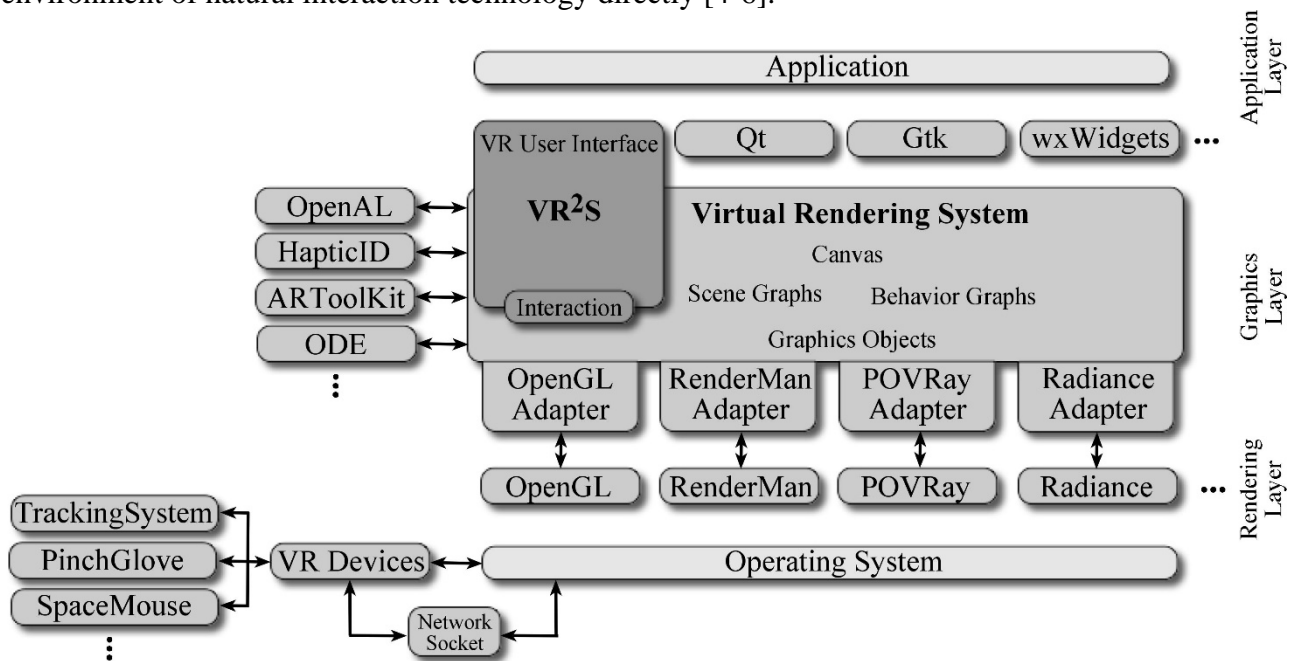 environment of natural interaction technology directly [4-6].
Application
Application
Layer
VR User Interface
Qt
Gtk
wxWidgets
...
OpenAL
HapticID
ARToolKit
ODE
...
VR²S
Interaction
Virtual Rendering System
Canvas
Scene Graphs
Behavior Graphs
Graphics Objects
Graphics
Layer
OpenGL
Adapter
RenderMan
Adapter
POVRay
Adapter
Radiance
Adapter
OpenGL
RenderMan
POVRay
Radiance
...
Rendering
Layer
TrackingSystem
PinchGlove
SpaceMouse
...
VR Devices
Operating System
Network
Socket